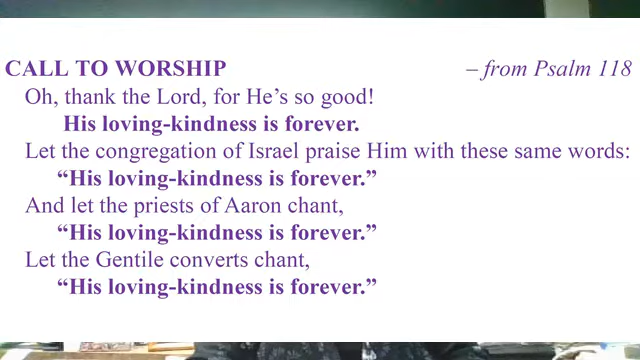 CALL TO WORSHIP – from Psalm 118
Oh, thank the Lord, for He’s so good!
His loving-kindness is forever.
Let the congregation of Israel praise Him with these same words:
“His loving-kindness is forever.”
And let the priests of Aaron chant,
“His loving-kindness is forever.”
Let the Gentile converts chant,
“His loving-kindness is forever.”